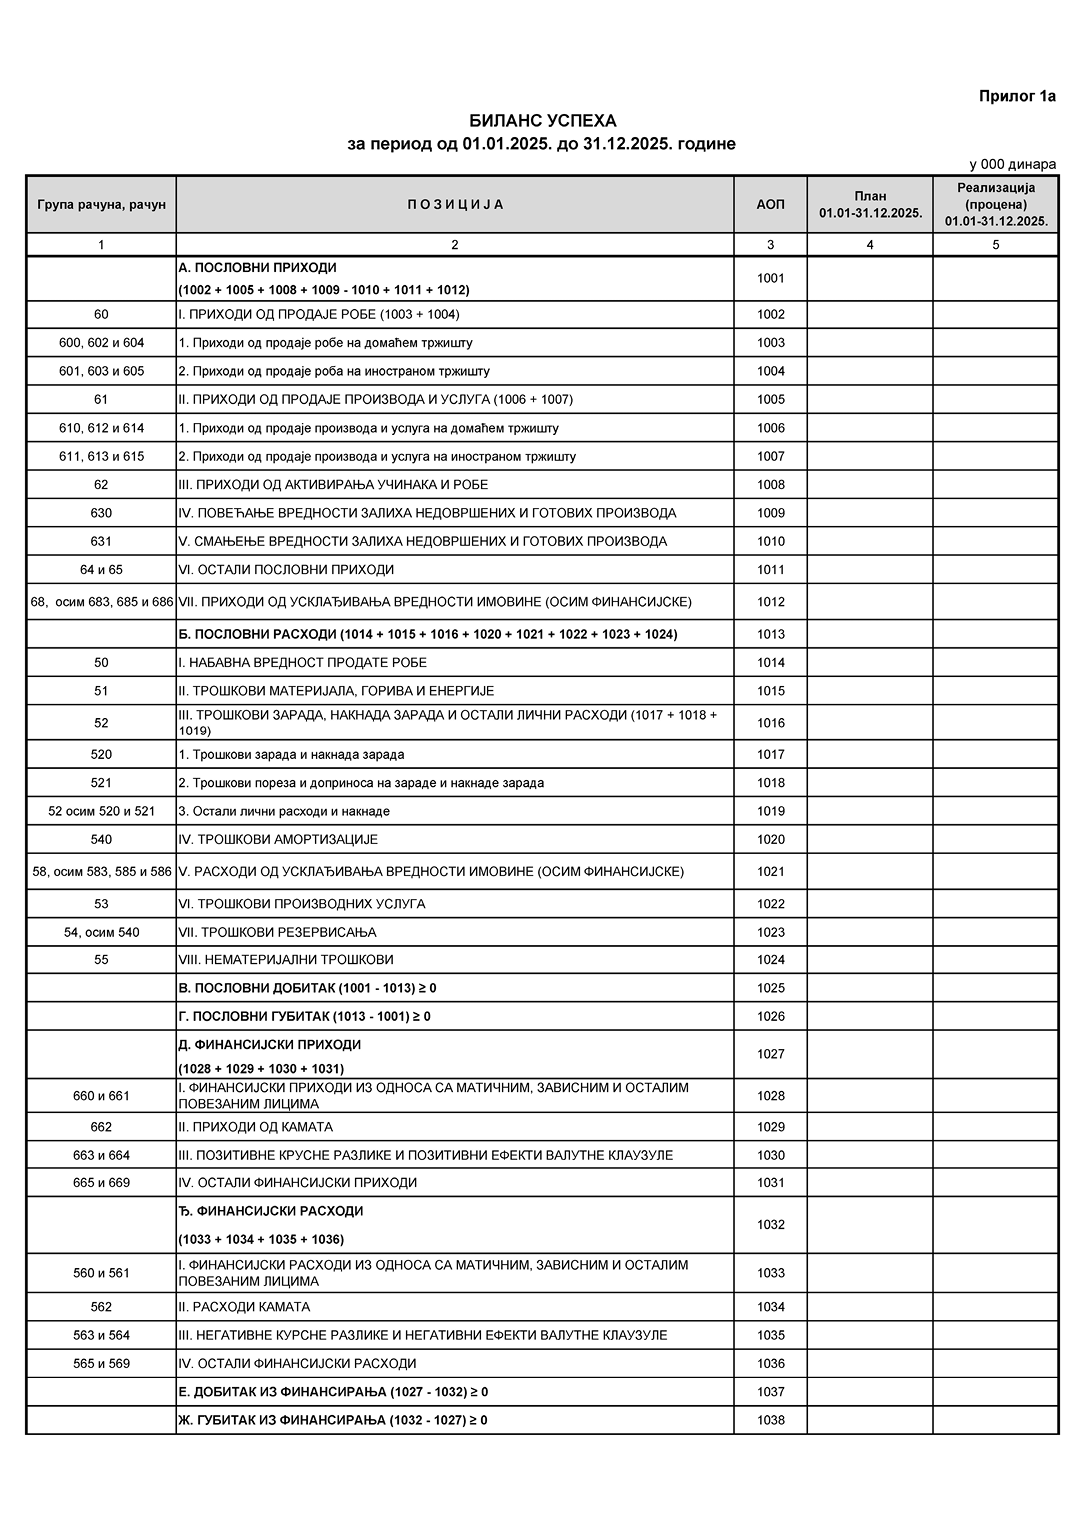 Прилог 1а
БИЛАНС УСПЕХА
за период од 01.01.2025. до 31.12.2025. године
у 000 динара
Група рачуна, рачун П О З И Ц И Ј А АОП План 01.01-31.12.2025. Реализација (процена) 01.01-31.12.2025.
1 2 3 4 5
А. ПОСЛОВНИ ПРИХОДИ
(1002 + 1005 + 1008 + 1009 - 1010 + 1011 + 1012) 1001
60 I. ПРИХОДИ ОД ПРОДАЈЕ РОБЕ (1003 + 1004) 1002
600, 602 и 604 1. Приходи од продаје робе на домаћем тржишту 1003
601, 603 и 605 2. Приходи од продаје роба на иностраном тржишту 1004
61 II. ПРИХОДИ ОД ПРОДАЈЕ ПРОИЗВОДА И УСЛУГА (1006 + 1007) 1005
610, 612 и 614 1. Приходи од продаје производа и услуга на домаћем тржишту 1006
611, 613 и 615 2. Приходи од продаје производа и услуга на иностраном тржишту 1007
62 III. ПРИХОДИ ОД АКТИВИРАЊА УЧИНАКА И РОБЕ 1008
630 IV. ПОВЕЋАЊЕ ВРЕДНОСТИ ЗАЛИХА НЕДОВРШЕНИХ И ГОТОВИХ ПРОИЗВОДА 1009
631 V. СМАЊЕЊЕ ВРЕДНОСТИ ЗАЛИХА НЕДОВРШЕНИХ И ГОТОВИХ ПРОИЗВОДА 1010
64 и 65 VI. ОСТАЛИ ПОСЛОВНИ ПРИХОДИ 1011
68, осим 683, 685 и 686 VII. ПРИХОДИ ОД УСКЛАЂИВАЊА ВРЕДНОСТИ ИМОВИНЕ (ОСИМ ФИНАНСИЈСКЕ) 1012
Б. ПОСЛОВНИ РАСХОДИ (1014 + 1015 + 1016 + 1020 + 1021 + 1022 + 1023 + 1024) 1013
50 I. НАБАВНА ВРЕДНОСТ ПРОДАТЕ РОБЕ 1014
51 II. ТРОШКОВИ МАТЕРИЈАЛА, ГОРИВА И ЕНЕРГИЈЕ 1015
52 III. ТРОШКОВИ ЗАРАДА, НАКНАДА ЗАРАДА И ОСТАЛИ ЛИЧНИ РАСХОДИ (1017 + 1018 +
1019) 1016
520 1. Трошкови зарада и накнада зарада 1017
521 2. Трошкови пореза и доприноса на зараде и накнаде зарада 1018
52 осим 520 и 521 3. Остали лични расходи и накнаде 1019
540 IV. ТРОШКОВИ АМОРТИЗАЦИЈЕ 1020
58, осим 583, 585 и 586 V. РАСХОДИ ОД УСКЛАЂИВАЊА ВРЕДНОСТИ ИМОВИНЕ (ОСИМ ФИНАНСИЈСКЕ) 1021
53 VI. ТРОШКОВИ ПРОИЗВОДНИХ УСЛУГА 1022
54, осим 540 VII. ТРОШКОВИ РЕЗЕРВИСАЊА 1023
55 VIII. НЕМАТЕРИЈАЛНИ ТРОШКОВИ 1024
В. ПОСЛОВНИ ДОБИТАК (1001 - 1013) ≥ 0 1025
Г. ПОСЛОВНИ ГУБИТАК (1013 - 1001) ≥ 0 1026
Д. ФИНАНСИЈСКИ ПРИХОДИ
(1028 + 1029 + 1030 + 1031) 1027
660 и 661 I. ФИНАНСИЈСКИ ПРИХОДИ ИЗ ОДНОСА СА МАТИЧНИМ, ЗАВИСНИМ И ОСТАЛИМ
ПОВЕЗАНИМ ЛИЦИМА 1028
662 II. ПРИХОДИ ОД КАМАТА 1029
663 и 664 III. ПОЗИТИВНЕ КРУСНЕ РАЗЛИКЕ И ПОЗИТИВНИ ЕФЕКТИ ВАЛУТНЕ КЛАУЗУЛЕ 1030
665 и 669 IV. ОСТАЛИ ФИНАНСИЈСКИ ПРИХОДИ 1031
Ђ. ФИНАНСИЈСКИ РАСХОДИ
(1033 + 1034 + 1035 + 1036) 1032
560 и 561 I. ФИНАНСИЈСКИ РАСХОДИ ИЗ ОДНОСА СА МАТИЧНИМ, ЗАВИСНИМ И ОСТАЛИМ
ПОВЕЗАНИМ ЛИЦИМА 1033
562 II. РАСХОДИ КАМАТА 1034
563 и 564 III. НЕГАТИВНЕ КУРСНЕ РАЗЛИКЕ И НЕГАТИВНИ ЕФЕКТИ ВАЛУТНЕ КЛАУЗУЛЕ 1035
565 и 569 IV. ОСТАЛИ ФИНАНСИЈСКИ РАСХОДИ 1036
Е. ДОБИТАК ИЗ ФИНАНСИРАЊА (1027 - 1032) ≥ 0 1037
Ж. ГУБИТАК ИЗ ФИНАНСИРАЊА (1032 - 1027) ≥ 0 1038